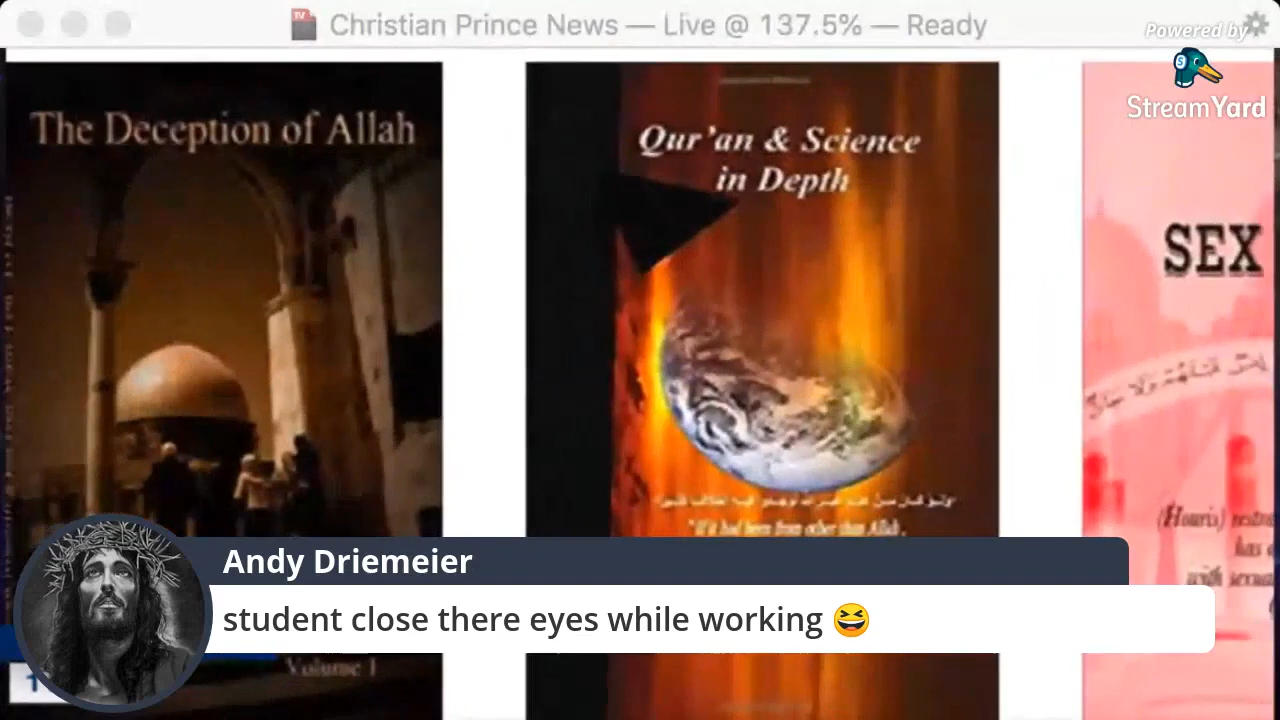 Christian Prince News — Live @ 137.5% — Ready
Powered by
StreamYard
The Deception of Allah
Volume 1
Qur'an & Science
in Depth
"If it had been from other than Allah,
SEX
(Houris)
has
Andy Driemeier
student close there eyes while working 😆